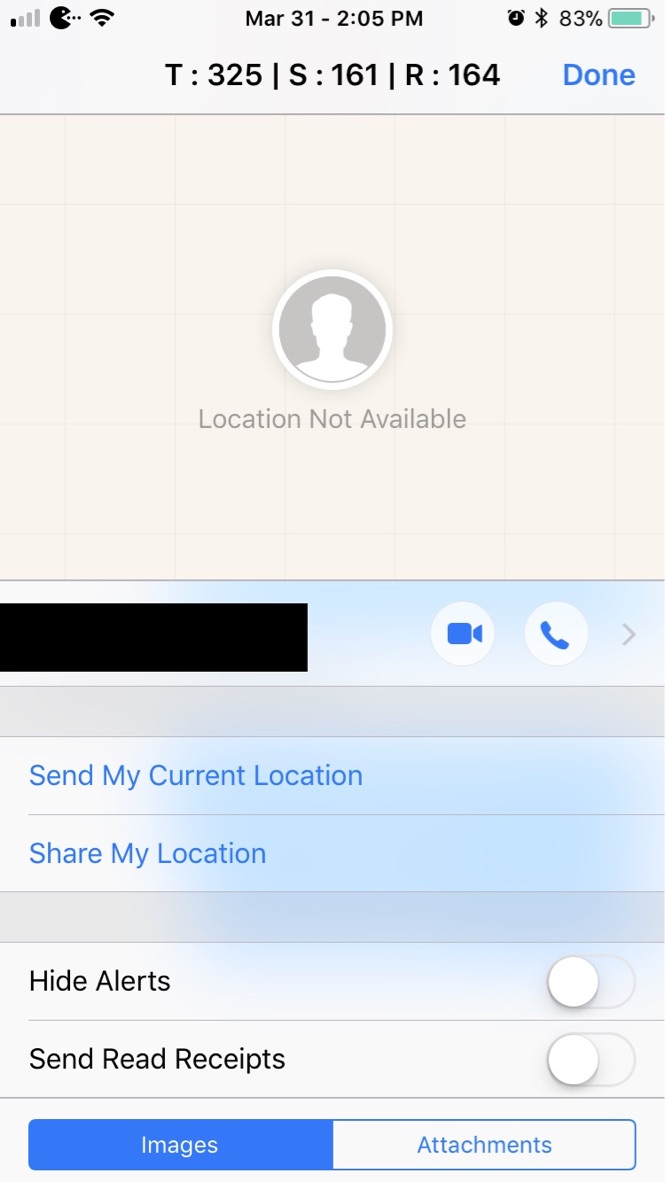 Mar 31 - 2:05 PM 83%
T : 325 | S : 161 | R : 164 Done
Location Not Available
Send My Current Location
Share My Location
Hide Alerts
Send Read Receipts
Images Attachments